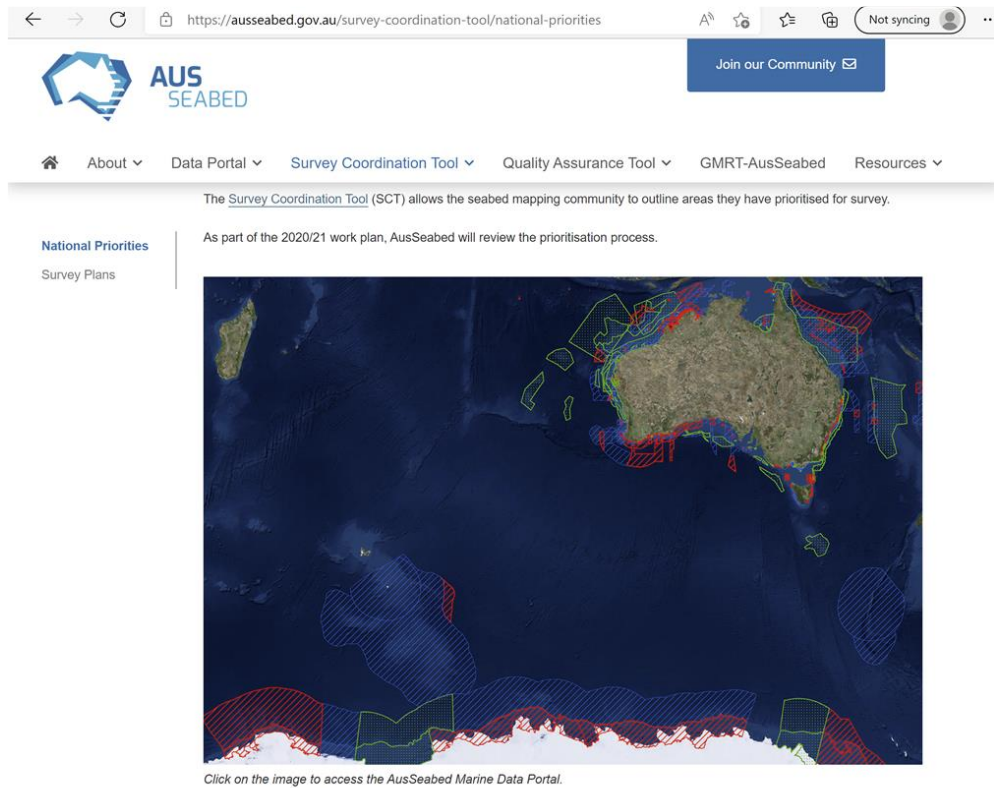 https://ausseabed.gov.au/survey-coordination-tool/national-priorities
Not syncing
AUS
SEABED
Join our Community
About
Data Portal
Survey Coordination Tool
Quality Assurance Tool
GMRT-AusSeabed
Resources
The Survey Coordination Tool (SCT) allows the seabed mapping community to outline areas they have prioritised for survey.
National Priorities
As part of the 2020/21 work plan, AusSeabed will review the prioritisation process.
Survey Plans
Click on the image to access the AusSeabed Marine Data Portal.